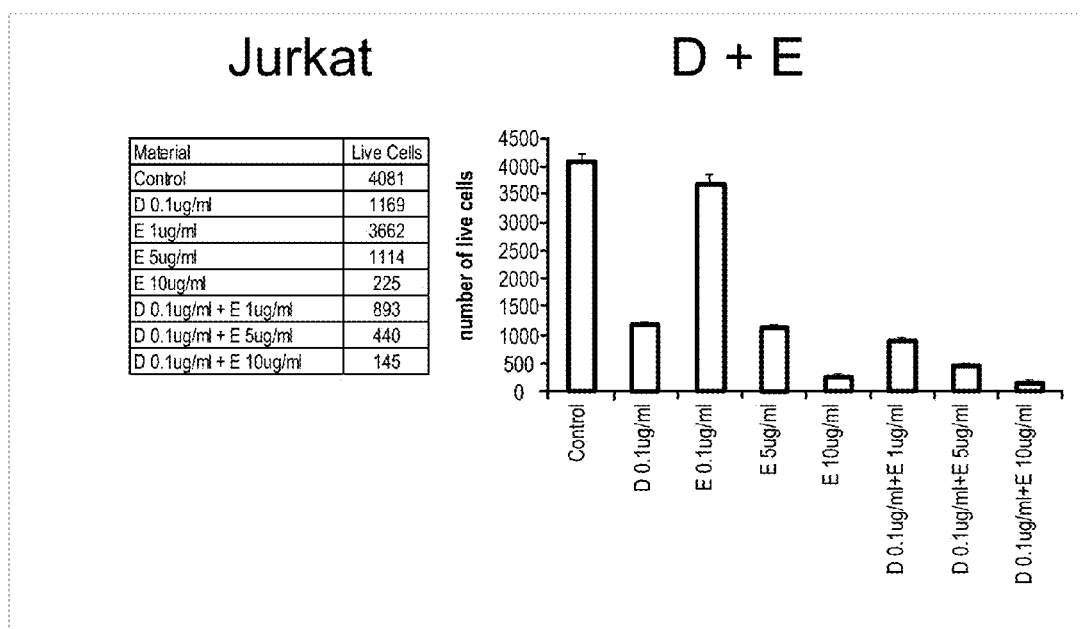 Jurkat
D + E
Material Live Cells
Control 4081
D 0.1ug/ml 1169
E 1ug/ml 3662
E 5ug/ml 1114
E 10ug/ml 225
D 0.1ug/ml + E 1ug/ml 893
D 0.1ug/ml + E 5ug/ml 440
D 0.1ug/ml + E 10ug/ml 145
number of live cells
4500
4000
3500
3000
2500
2000
1500
1000
500
0
Control
D 0.1ug/ml
E 0.1ug/ml
E 5ug/ml
E 10ug/ml
D 0.1ug/ml+E 1ug/ml
D 0.1ug/ml+E 5ug/ml
D 0.1ug/ml+E 10ug/ml